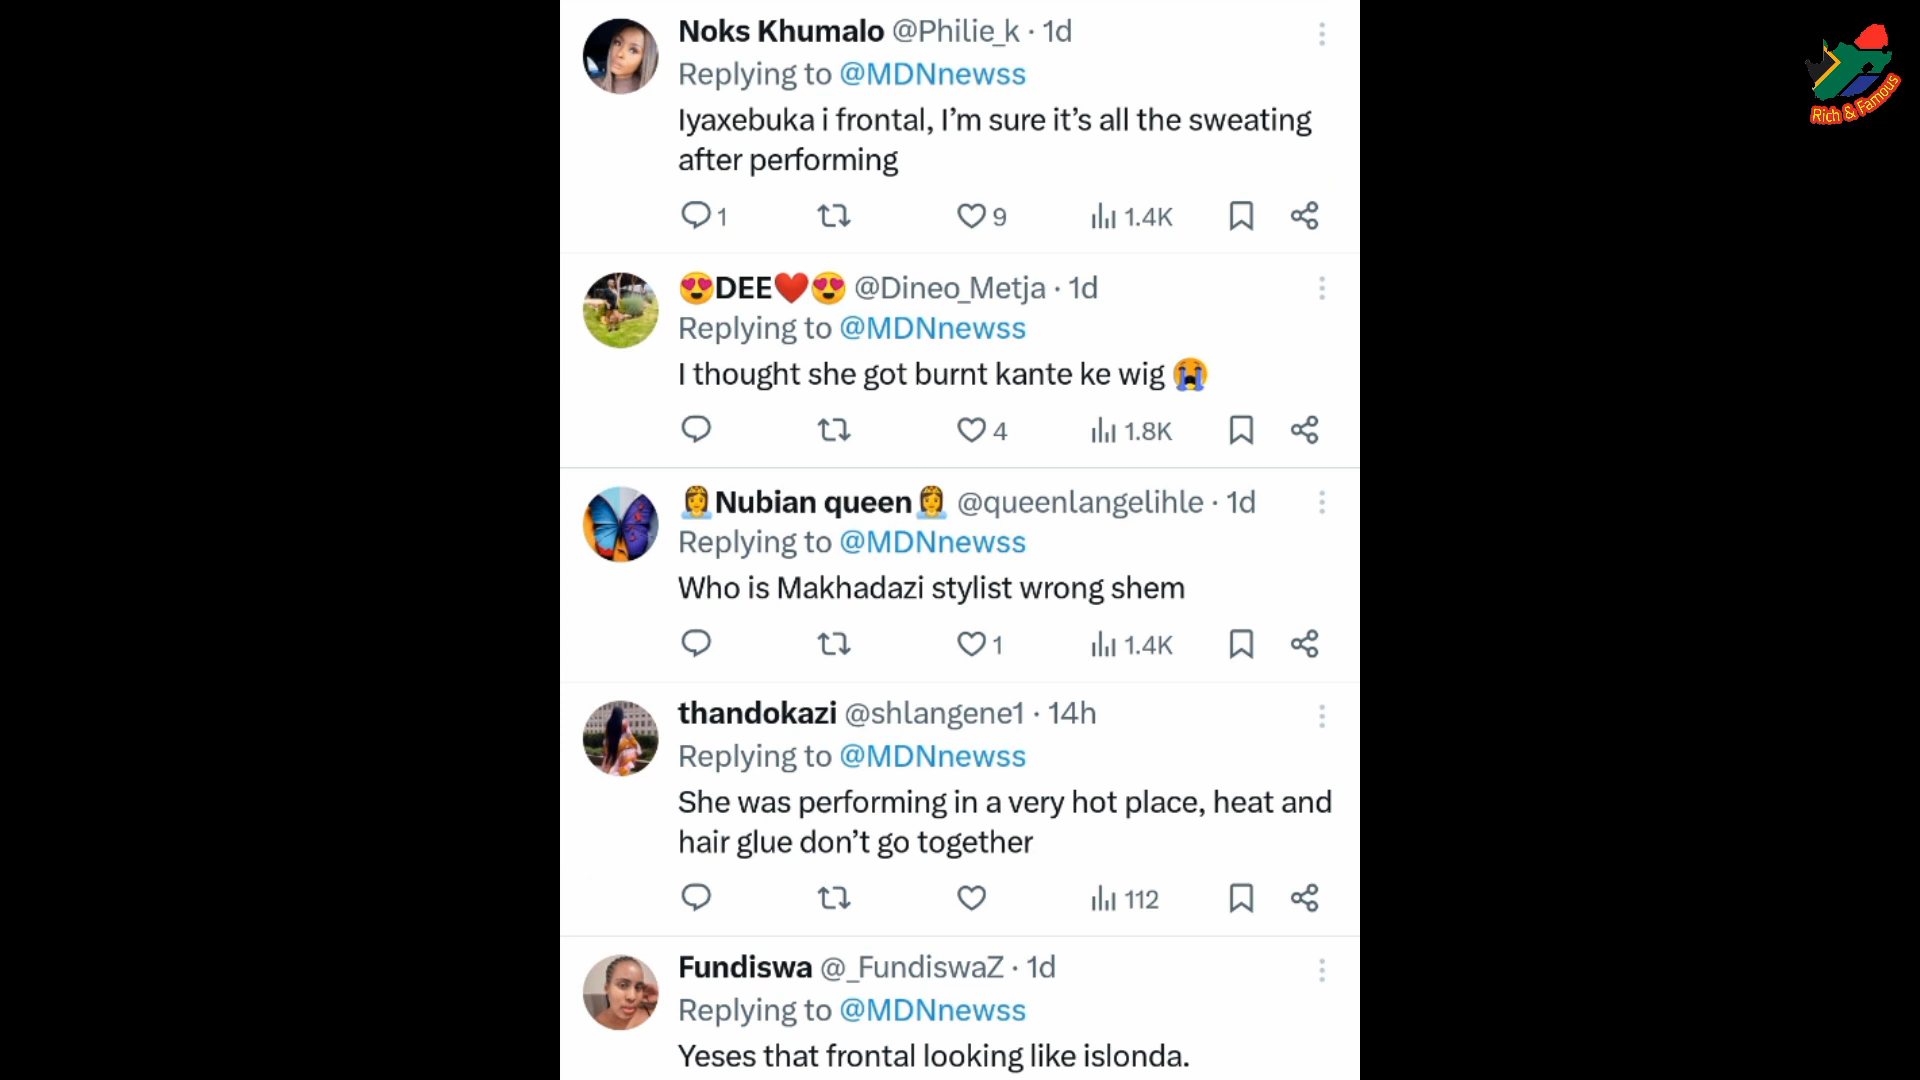 Noks Khumalo @Philie_k · 1d
Replying to @MDNnewss
Iyaxebuka i frontal, I'm sure it's all the sweating
after performing
1 9 1.4K
😍DEE❤️😍 @Dineo_Metja · 1d
Replying to @MDNnewss
I thought she got burnt kante ke wig 😭
4 1.8K
👸Nubian queen👸 @queenlangelihle · 1d
Replying to @MDNnewss
Who is Makhadazi stylist wrong shem
1 1.4K
thandokazi @shlangene1 · 14h
Replying to @MDNnewss
She was performing in a very hot place, heat and
hair glue don't go together
112
Fundiswa @_FundiswaZ · 1d
Replying to @MDNnewss
Yeses that frontal looking like islonda.
Rich & Famous